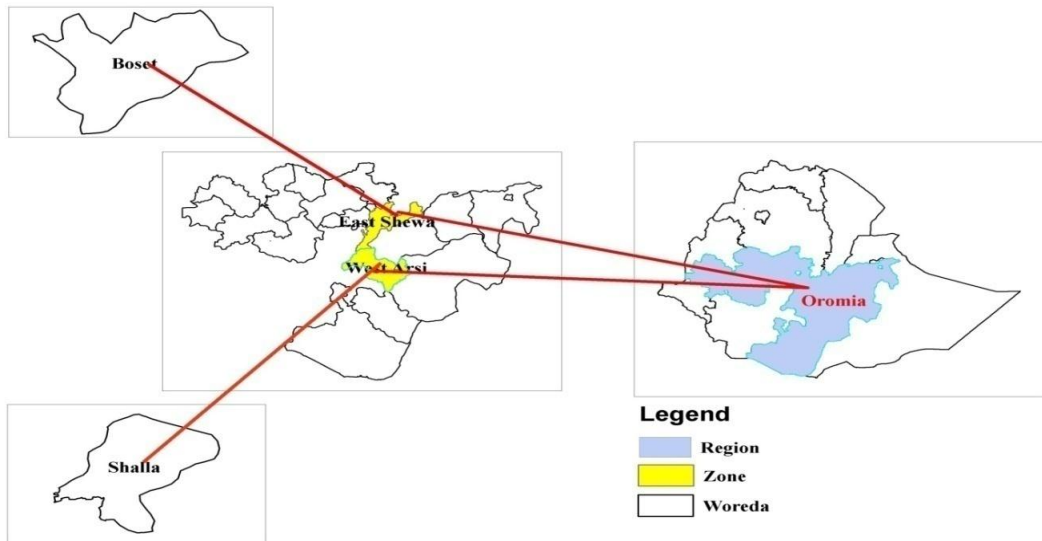 Boset
East Shewa
West Arsi
Oromia
Shalla
Legend
Region
Zone
Woreda